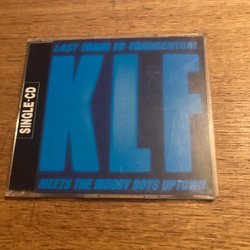 SINGLE-CD
LAST TRAIN TO TRANCENTRAL
KLF
MEETS THE MOODY BOYS UPTOWN